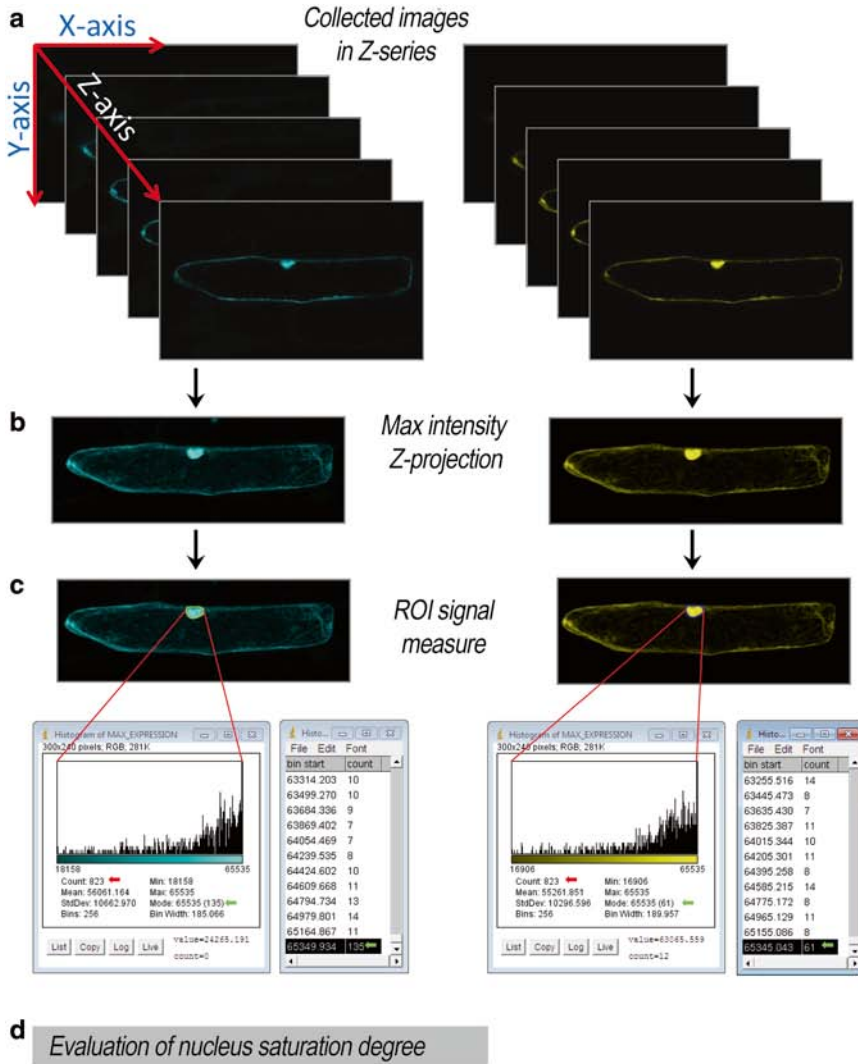 a
X-axis
Y-axis
Z-axis
Collected images
in Z-series
b
Max intensity
Z-projection
c
ROI signal
measure
Histogram of MAX_EXPRESSION
300x240 pixels; RGB; 281K
18158 65535
Count: 823 Min: 18158
Mean: 56061.164 Max: 65535
StdDev: 10662.970 Mode: 65535 (135)
Bins: 256 Bin Width: 185.066
List Copy Log Live value=24265.191
count=0
Histo...
File Edit Font
bin start count
63314.203 10
63499.270 10
63684.336 9
63869.402 7
64054.469 7
64239.535 8
64424.602 10
64609.668 11
64794.734 13
64979.801 14
65164.867 11
65349.934 135
Histogram of MAX_EXPRESSION
300x240 pixels; RGB; 281K
16906 65535
Count: 823 Min: 16906
Mean: 55261.851 Max: 65535
StdDev: 10296.596 Mode: 65535 (61)
Bins: 256 Bin Width: 189.957
List Copy Log Live value=63065.559
count=12
Histo...
File Edit Font
bin start count
63255.516 14
63445.473 8
63635.430 7
63825.387 11
64015.344 10
64205.301 11
64395.258 8
64585.215 14
64775.172 8
64965.129 11
65155.086 8
65345.043 61
d
Evaluation of nucleus saturation degree